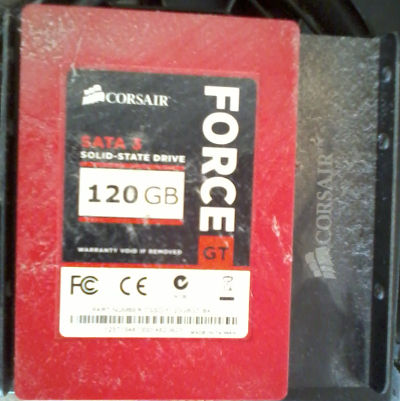 CORSAIR
FORCE
GT
SATA 3
SOLID-STATE DRIVE
120 GB
WARRANTY VOID IF REMOVED
FC CE
CORSAIR